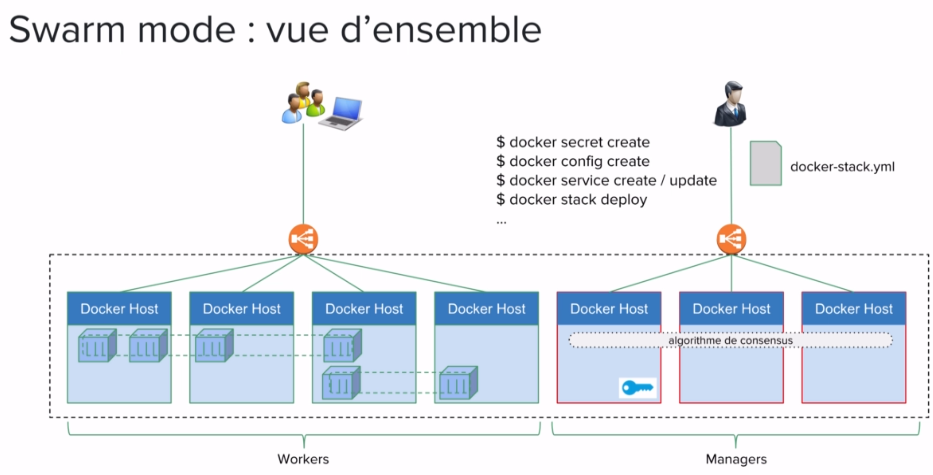 Swarm mode : vue d’ensemble
$ docker secret create
$ docker config create
$ docker service create / update
$ docker stack deploy
...
docker-stack.yml
Docker Host
Docker Host
Docker Host
Docker Host
Docker Host
Docker Host
Docker Host
algorithme de consensus
Workers
Managers